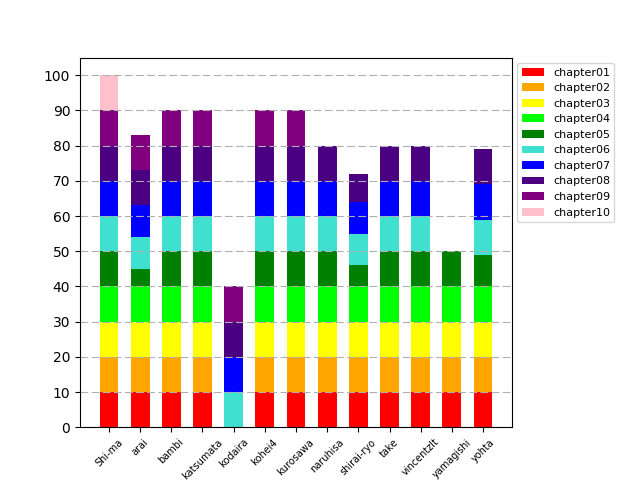 100
90
80
70
60
50
40
30
20
10
0
Shi-ma
arai
bambi
katsumata
kodaira
kohei4
kurosawa
naruhisa
shirai-ryo
take
vincentzlt
yamagishi
yohta
chapter01
chapter02
chapter03
chapter04
chapter05
chapter06
chapter07
chapter08
chapter09
chapter10